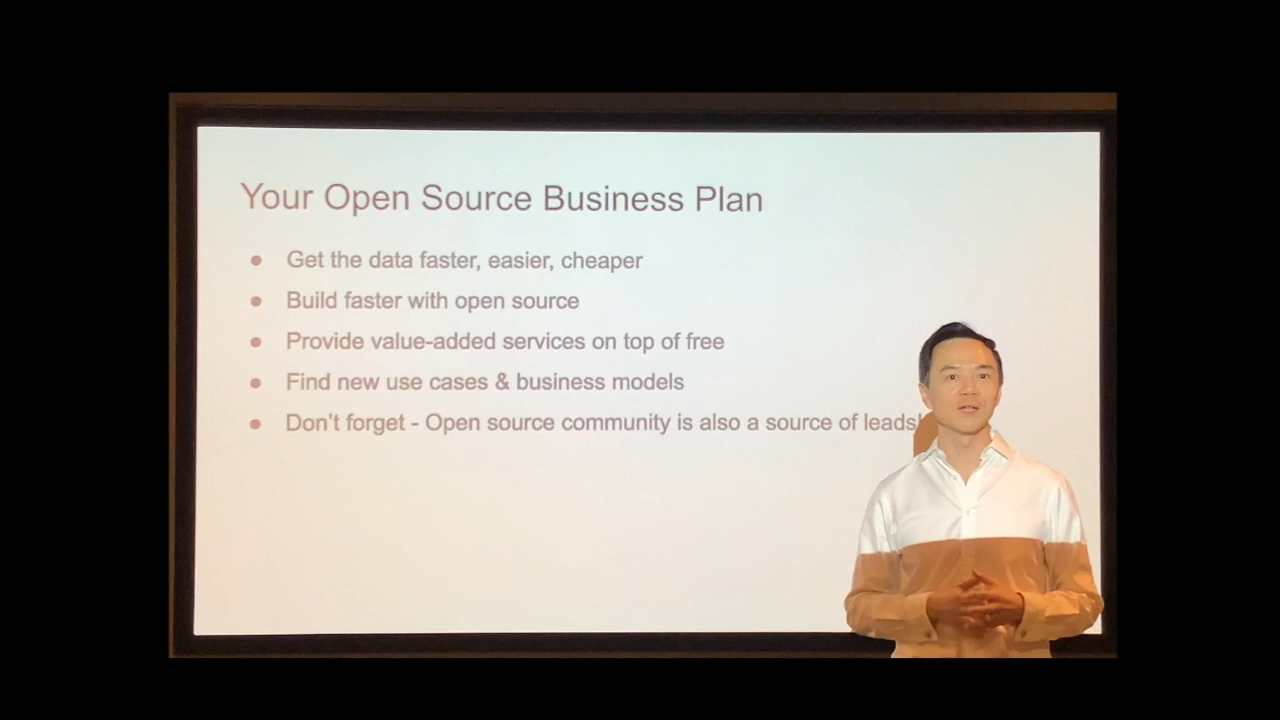 Your Open Source Business Plan
● Get the data faster, easier, cheaper
● Build faster with open source
● Provide value-added services on top of free
● Find new use cases & business models
● Don't forget - Open source community is also a source of leads!